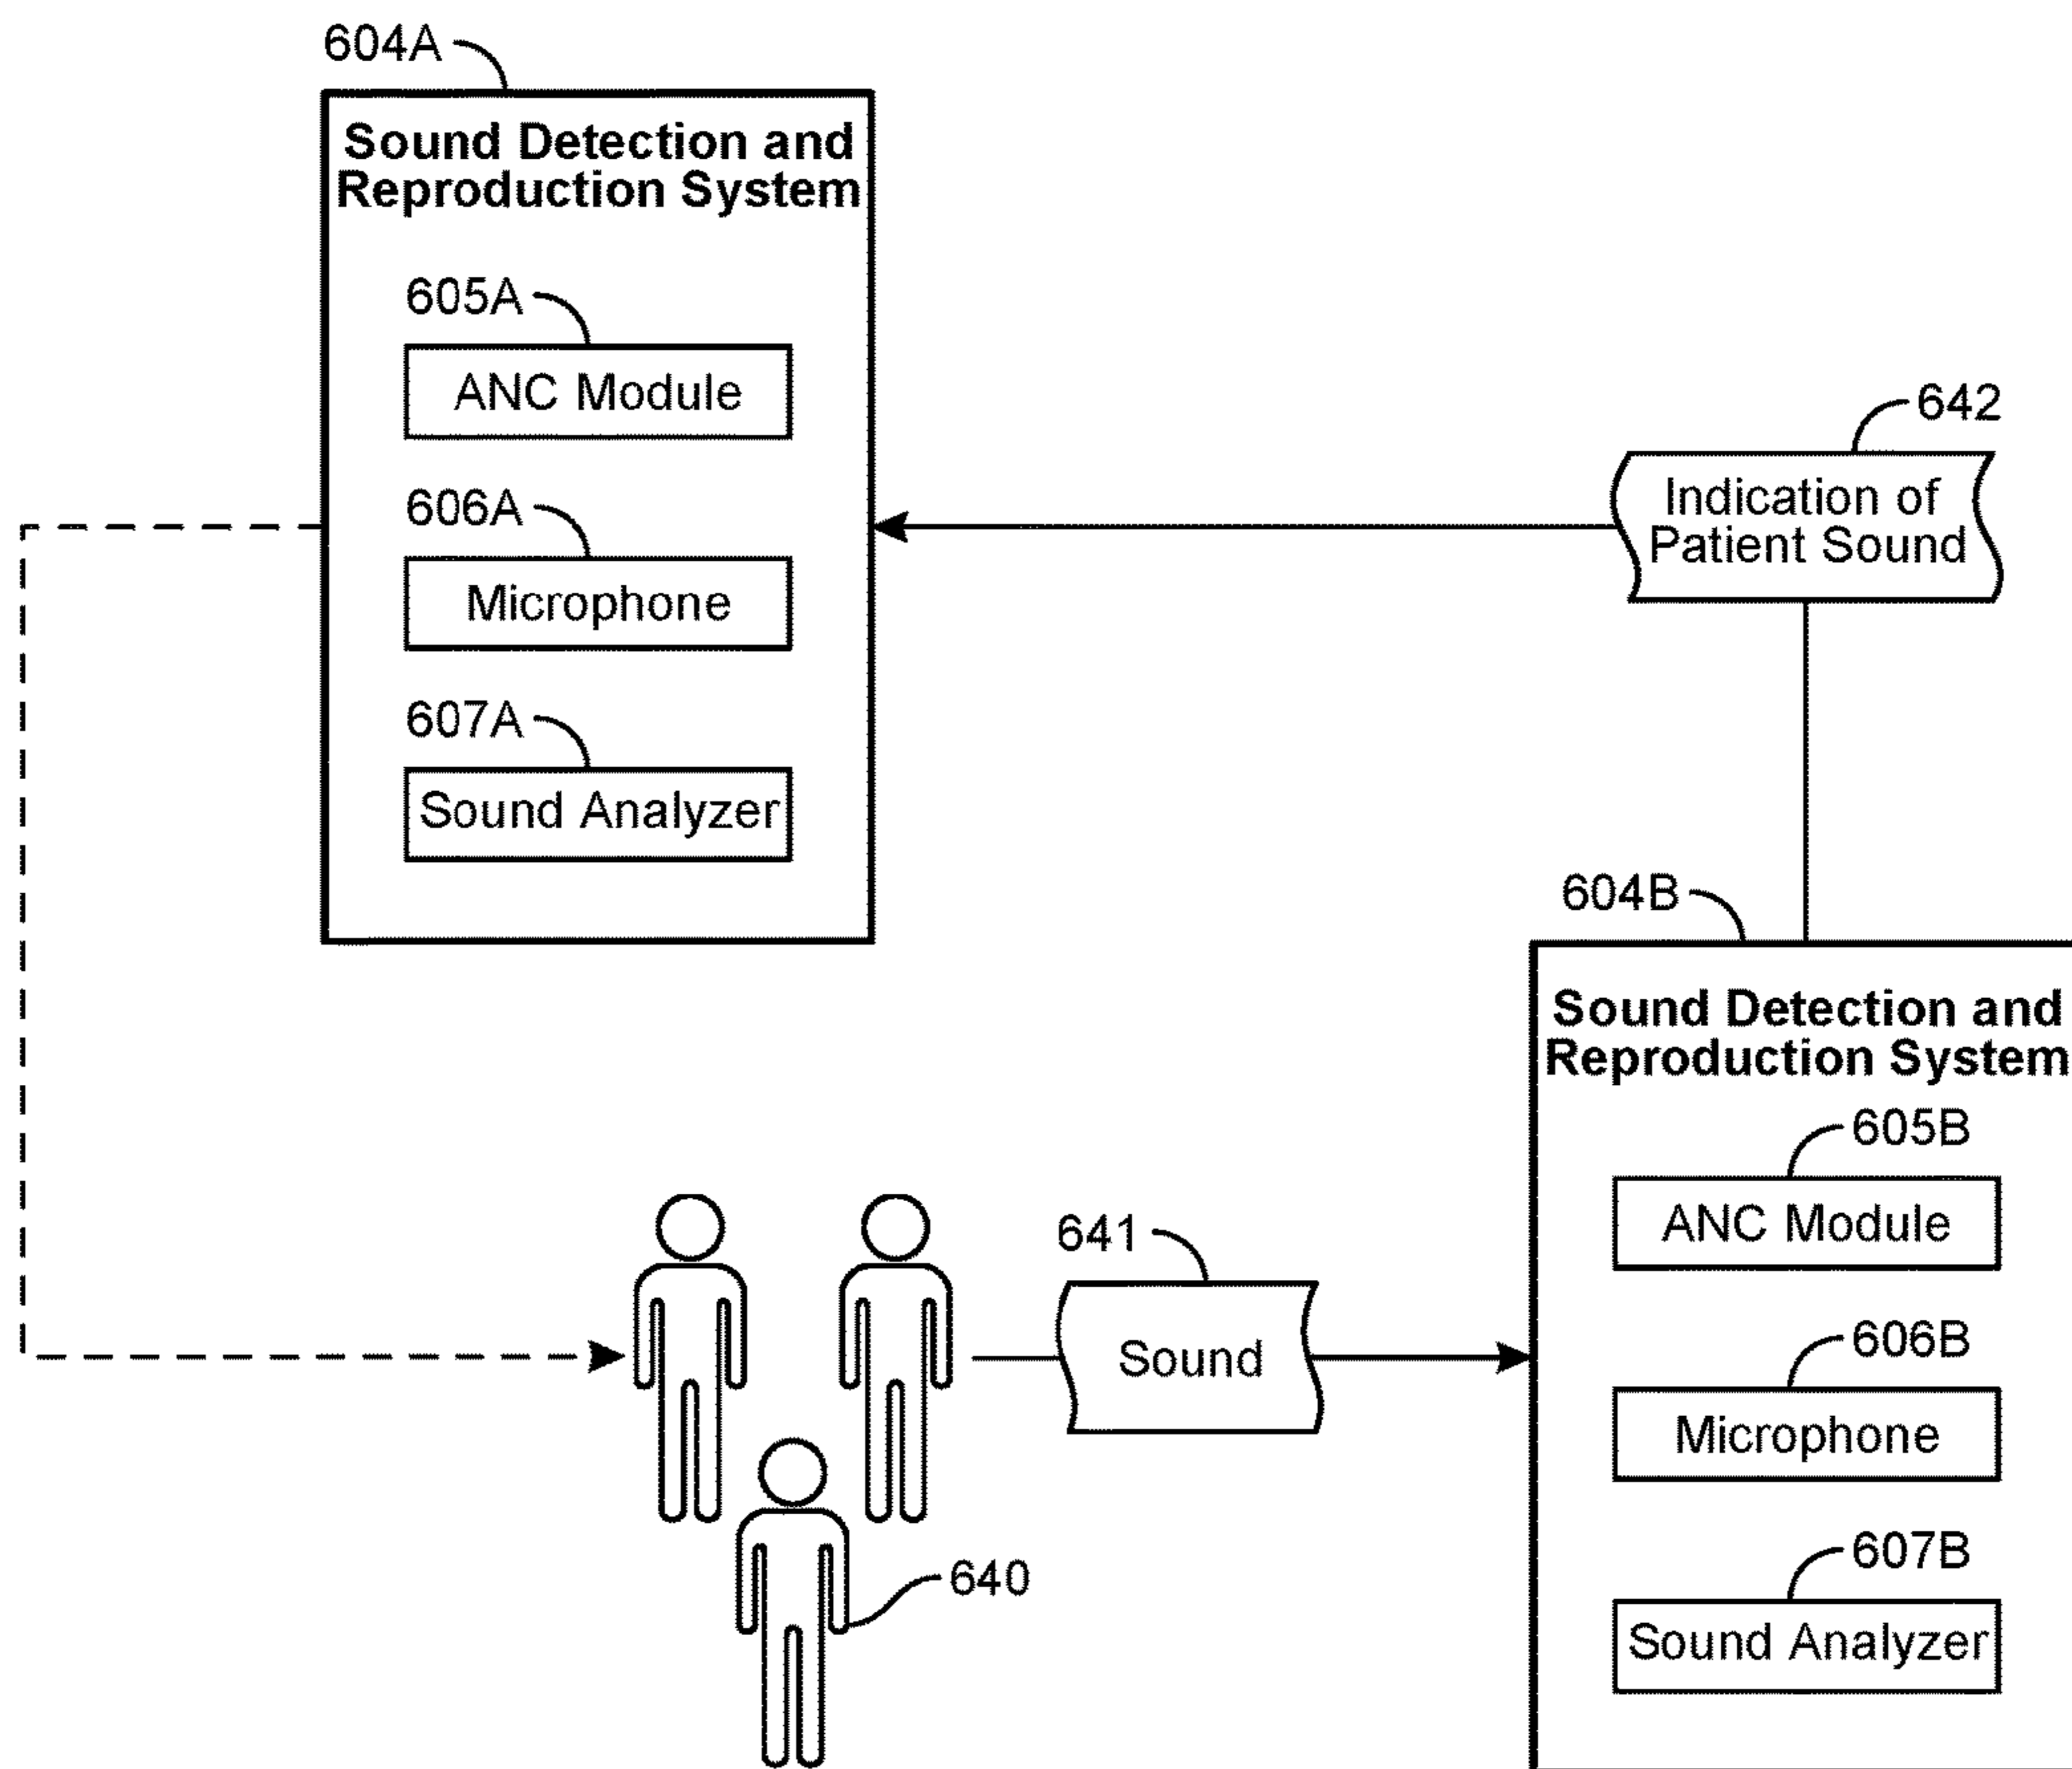 604A
Sound Detection and
Reproduction System
605A
ANC Module
606A
Microphone
607A
Sound Analyzer
642
Indication of
Patient Sound
604B
Sound Detection and
Reproduction System
605B
ANC Module
606B
Microphone
607B
Sound Analyzer
641
Sound
640